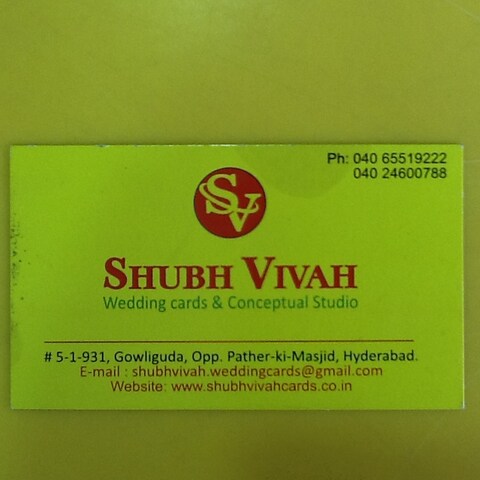 Ph: 040 65519222
040 24600788
SV
SHUBH VIVAH
Wedding cards & Conceptual Studio
# 5-1-931, Gowliguda, Opp. Pather-ki-Masjid, Hyderabad.
E-mail : shubhvivah.weddingcards@gmail.com
Website: www.shubhvivahcards.co.in